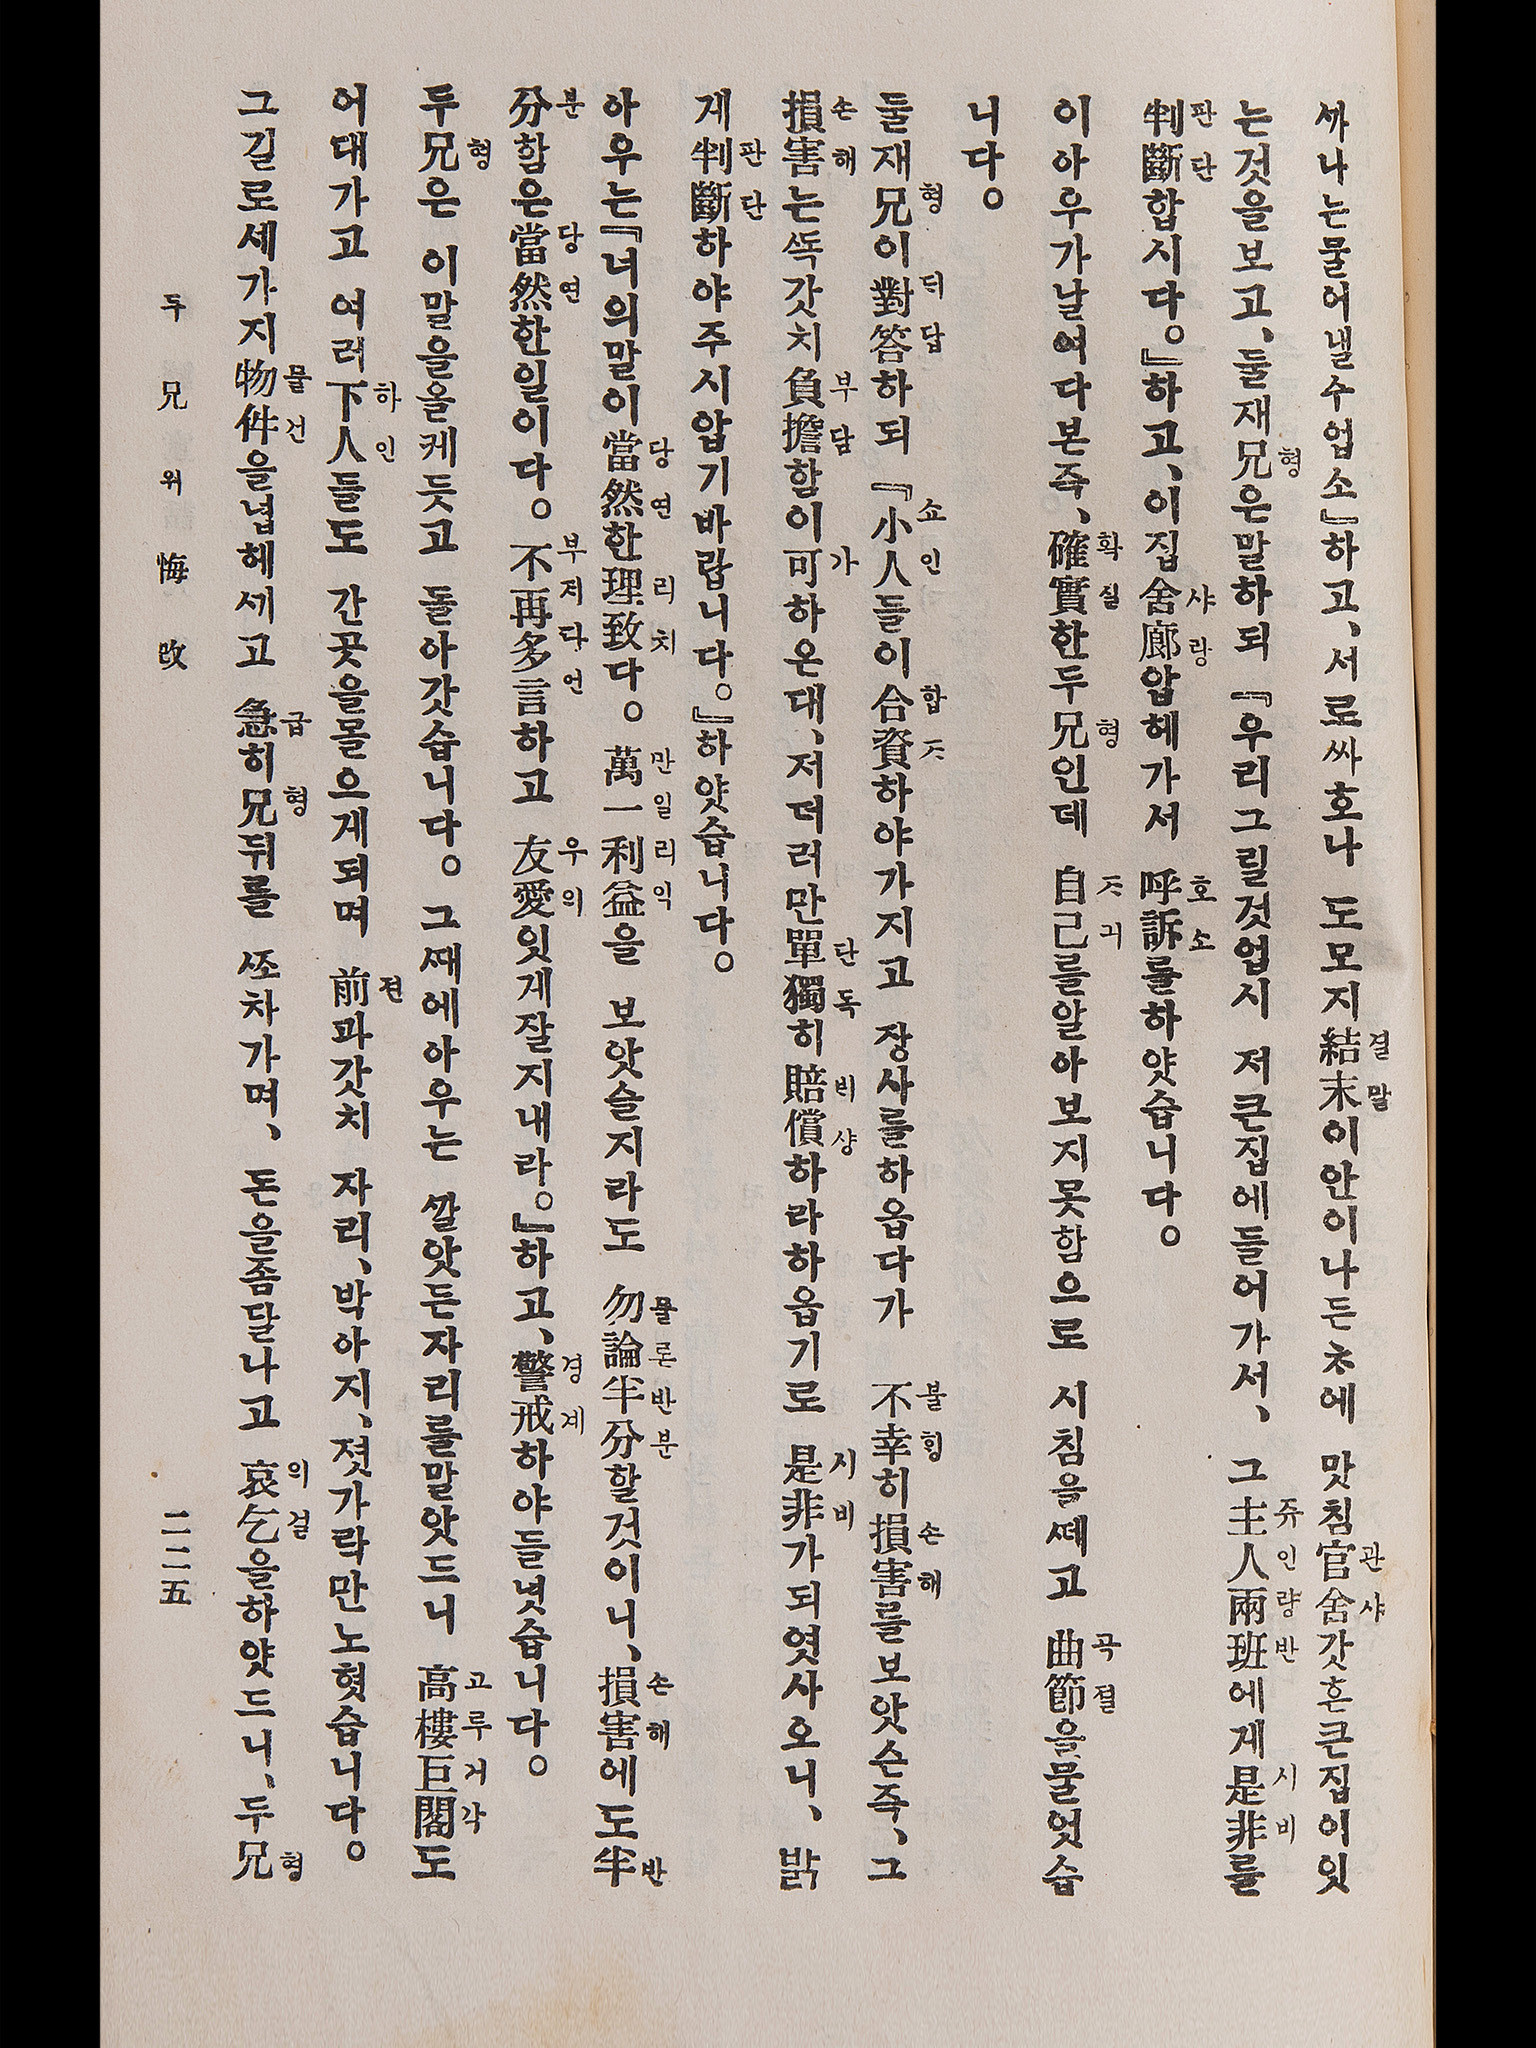 까나는물어낼수업소』하고、서로싸호나 도모지結末이안이나든ᄎᆞ에 맛침官舍갓흔큰집이잇
는것을보고、둘재兄은말하되 『우리그릴것업시 저큰집에들어가서、 그主人兩班에게是非를
判斷합시다。』하고、이집舍廊압헤가서 呼訴를하얏습니다。
이아우가날여다본즉、確實한두兄인데 自己를알아보지못함으로 시침을ᄯᅦ고 曲節을물엇습
니다。
둘재兄이對答하되 『小人들이合資하야가지고 장사를하옵다가 不幸히損害를보앗슨즉、그
損害는ᄯᅩᆨ갓치負擔함이可하온대、저더러만單獨히賠償하라하옵기로 是非가되엿사오니、 밝
게判斷하야주시압기바랍니다。』하얏습니다。
아우는『너의말이當然한理致다。 萬一利益을 보앗슬지라도 勿論半分할것이니、損害에도半
分함은當然한일이다。 不再多言하고 友愛잇게잘지내라。』하고、警戒하야들녓습니다。
두兄은 이말을올케듯고 돌아갓습니다。그ᄯᅢ에아우는 ᄭᅡᆯ앗든자리를말앗드니 高樓巨閣도
어대가고 여러下人들도 간곳을몰으게되며 前과갓치 자리、박아지、젓가락만노혓습니다。
그길로세가지物件을녑헤세고 急히兄뒤를 ᄶᅩ차가며、 돈을좀달나고 哀乞을하얏드니、두兄
두兄의悔改
二二五